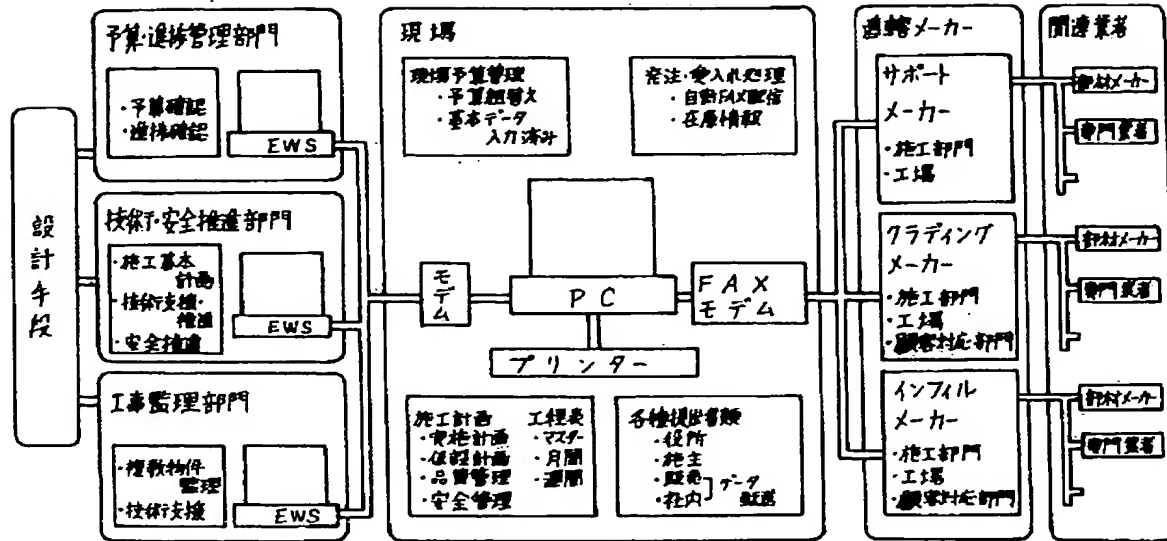 設計手段
予算・進捗管理部門
・予算確認
・進捗確認
EWS
技術・安全推進部門
・施工基本
計画
・技術支援・
推進
・安全推進
EWS
工事監理部門
・複数物件
監理
・技術支援
EWS
現場
現場予算管理
・予算組替え
・基本データ
入力済み
発注・受入れ処理
・自動FAX配信
・在庫情報
モデム
PC
FAX
モデム
プリンター
施工計画
・実施計画
・仮設計画
・品質管理
・安全管理
工程表
・マスター
・月間
・週間
各種提出書類
・役所
・施主
・販売
・社内
データ
転送
サポート
メーカー
・施工部門
・工場
クラディング
メーカー
・施工部門
・工場
・顧客対応部門
インフィル
メーカー
・施工部門
・工場
・顧客対応部門
関連業者
部材メーカー
専門業者
部材メーカー
専門業者
部材メーカー
専門業者